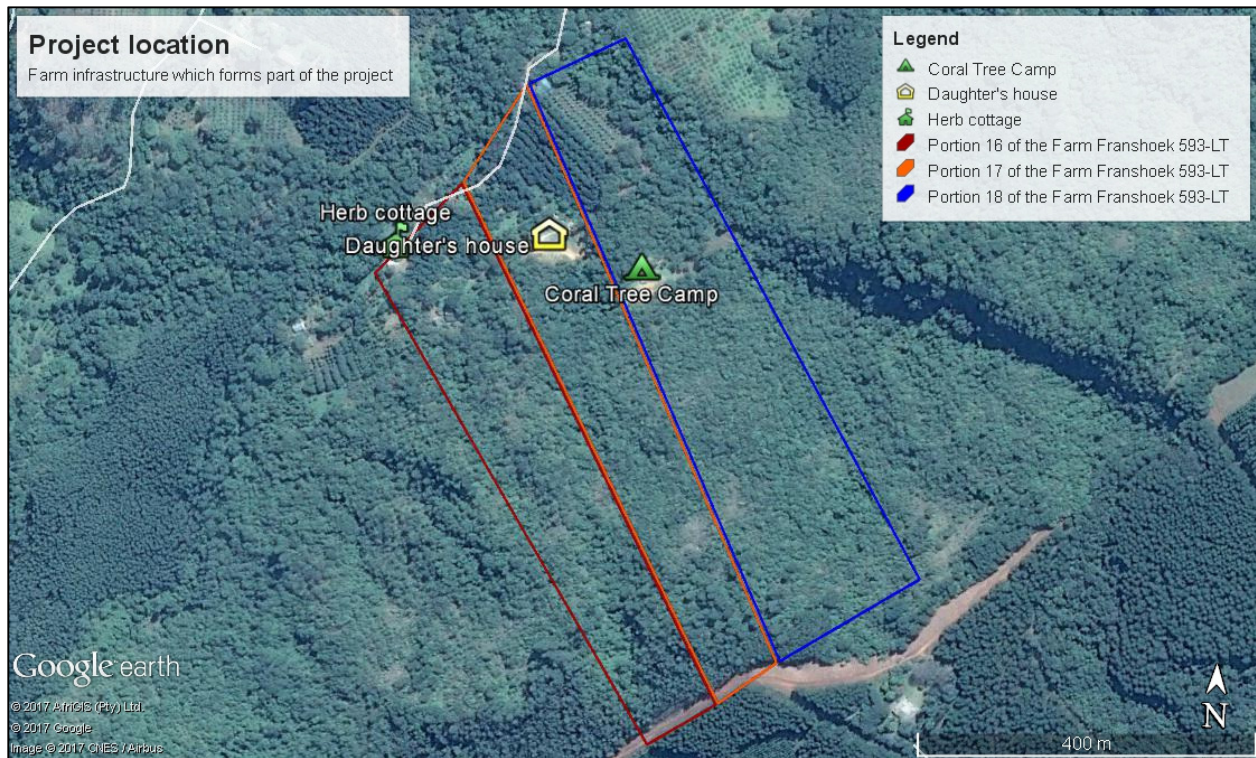 Project location
Farm infrastructure which forms part of the project
Legend
Coral Tree Camp
Daughter's house
Herb cottage
Portion 16 of the Farm Franshoek 593-LT
Portion 17 of the Farm Franshoek 593-LT
Portion 18 of the Farm Franshoek 593-LT
Herb cottage
Daughter's house
Coral Tree Camp
Google earth
© 2017 AfriGIS (Pty) Ltd.
© 2017 Google
Image © 2017 CNES / Airbus
N
400 m